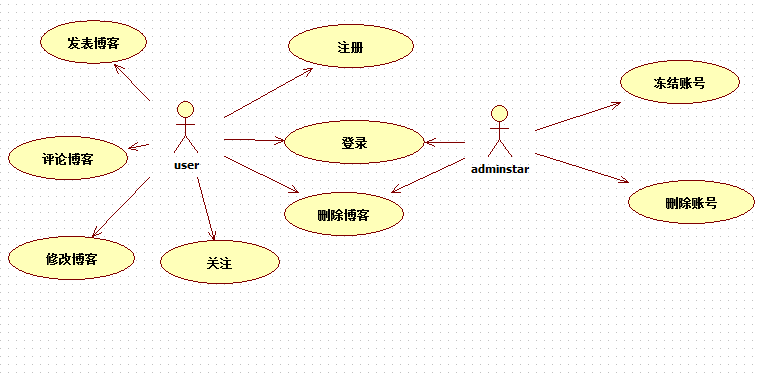 发表博客
注册
冻结账号
评论博客
user
登录
adminstar
删除博客
删除账号
修改博客
关注